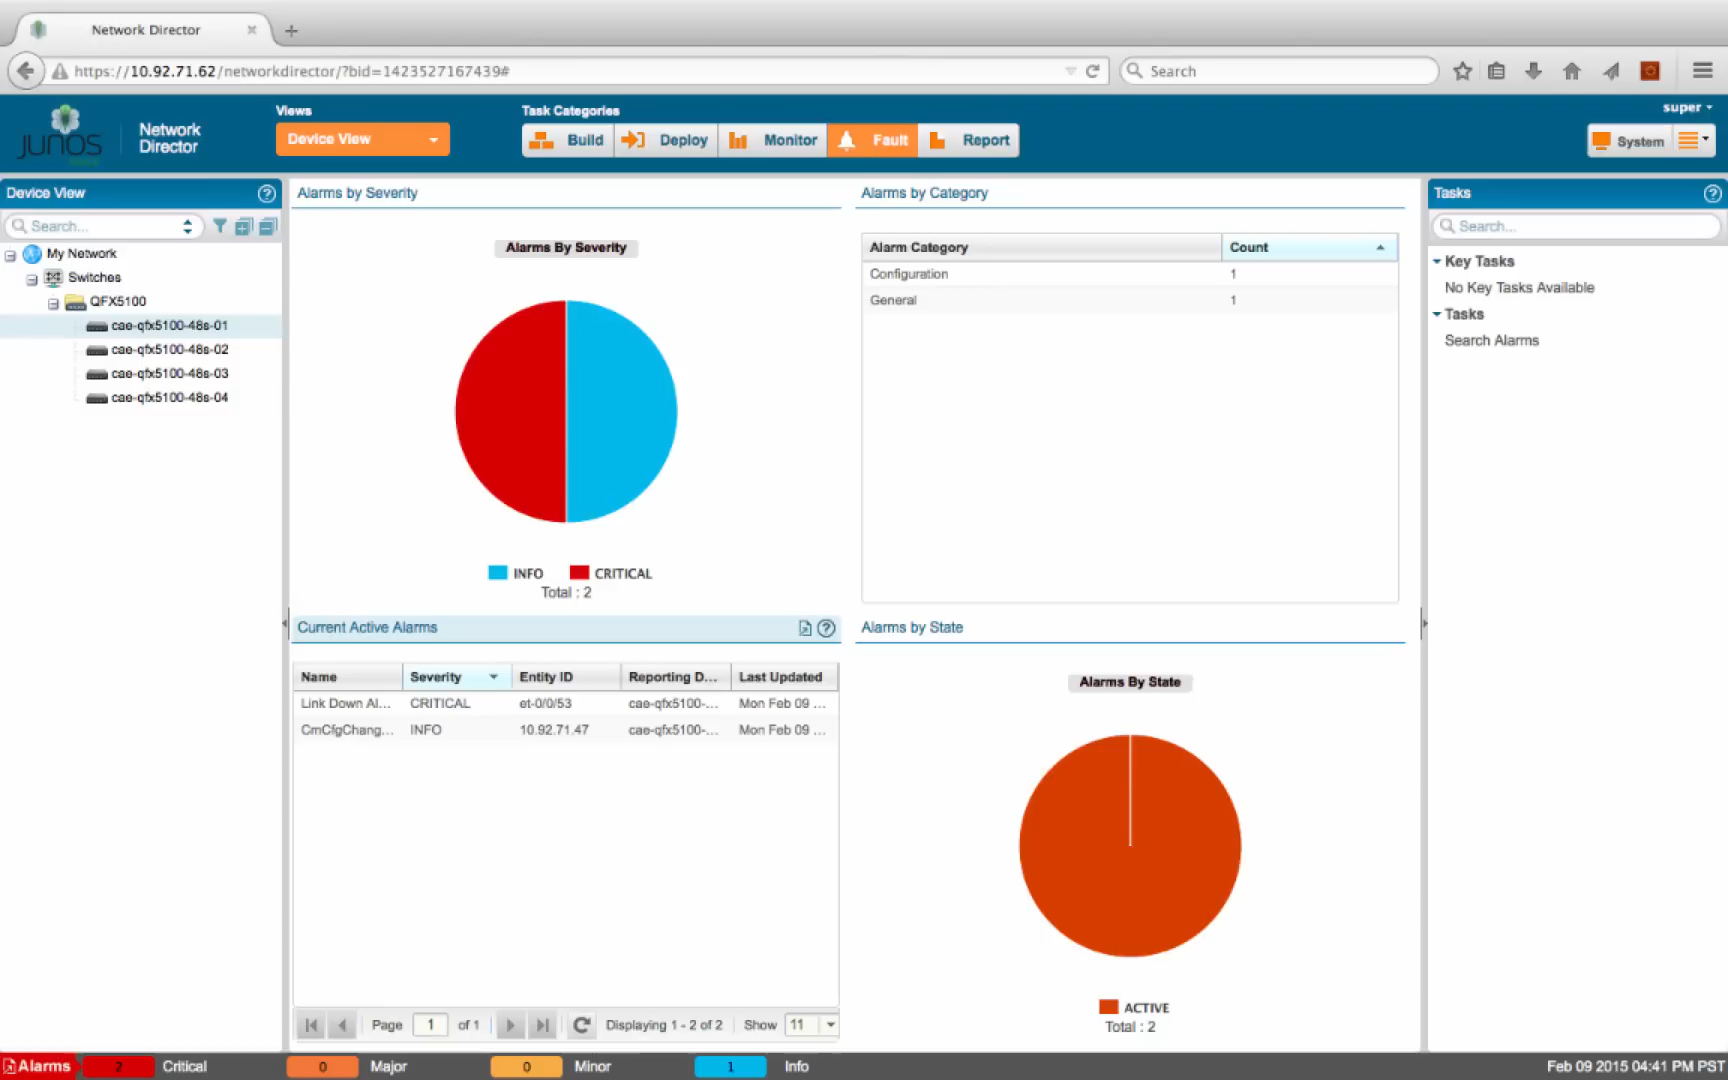 Network Director
https://10.92.71.62/networkdirector/?bid=1423527167439#
Search
JUNOS
Network
Director
Views
Device View
Task Categories
Build
Deploy
Monitor
Fault
Report
super
System
Device View
Search...
My Network
Switches
QFX5100
cae-qfx5100-48s-01
cae-qfx5100-48s-02
cae-qfx5100-48s-03
cae-qfx5100-48s-04
Alarms by Severity
Alarms By Severity
INFO CRITICAL
Total : 2
Alarms by Category
Alarm Category Count
Configuration 1
General 1
Current Active Alarms
Name Severity Entity ID Reporting D... Last Updated
Link Down Al... CRITICAL et-0/0/53 cae-qfx5100-... Mon Feb 09 ...
CmCfgChang... INFO 10.92.71.47 cae-qfx5100-... Mon Feb 09 ...
Page 1 of 1 Displaying 1 - 2 of 2 Show 11
Alarms by State
Alarms By State
ACTIVE
Total : 2
Tasks
Search...
Key Tasks
No Key Tasks Available
Tasks
Search Alarms
Alarms 2 Critical 0 Major 0 Minor 1 Info
Feb 09 2015 04:41 PM PST